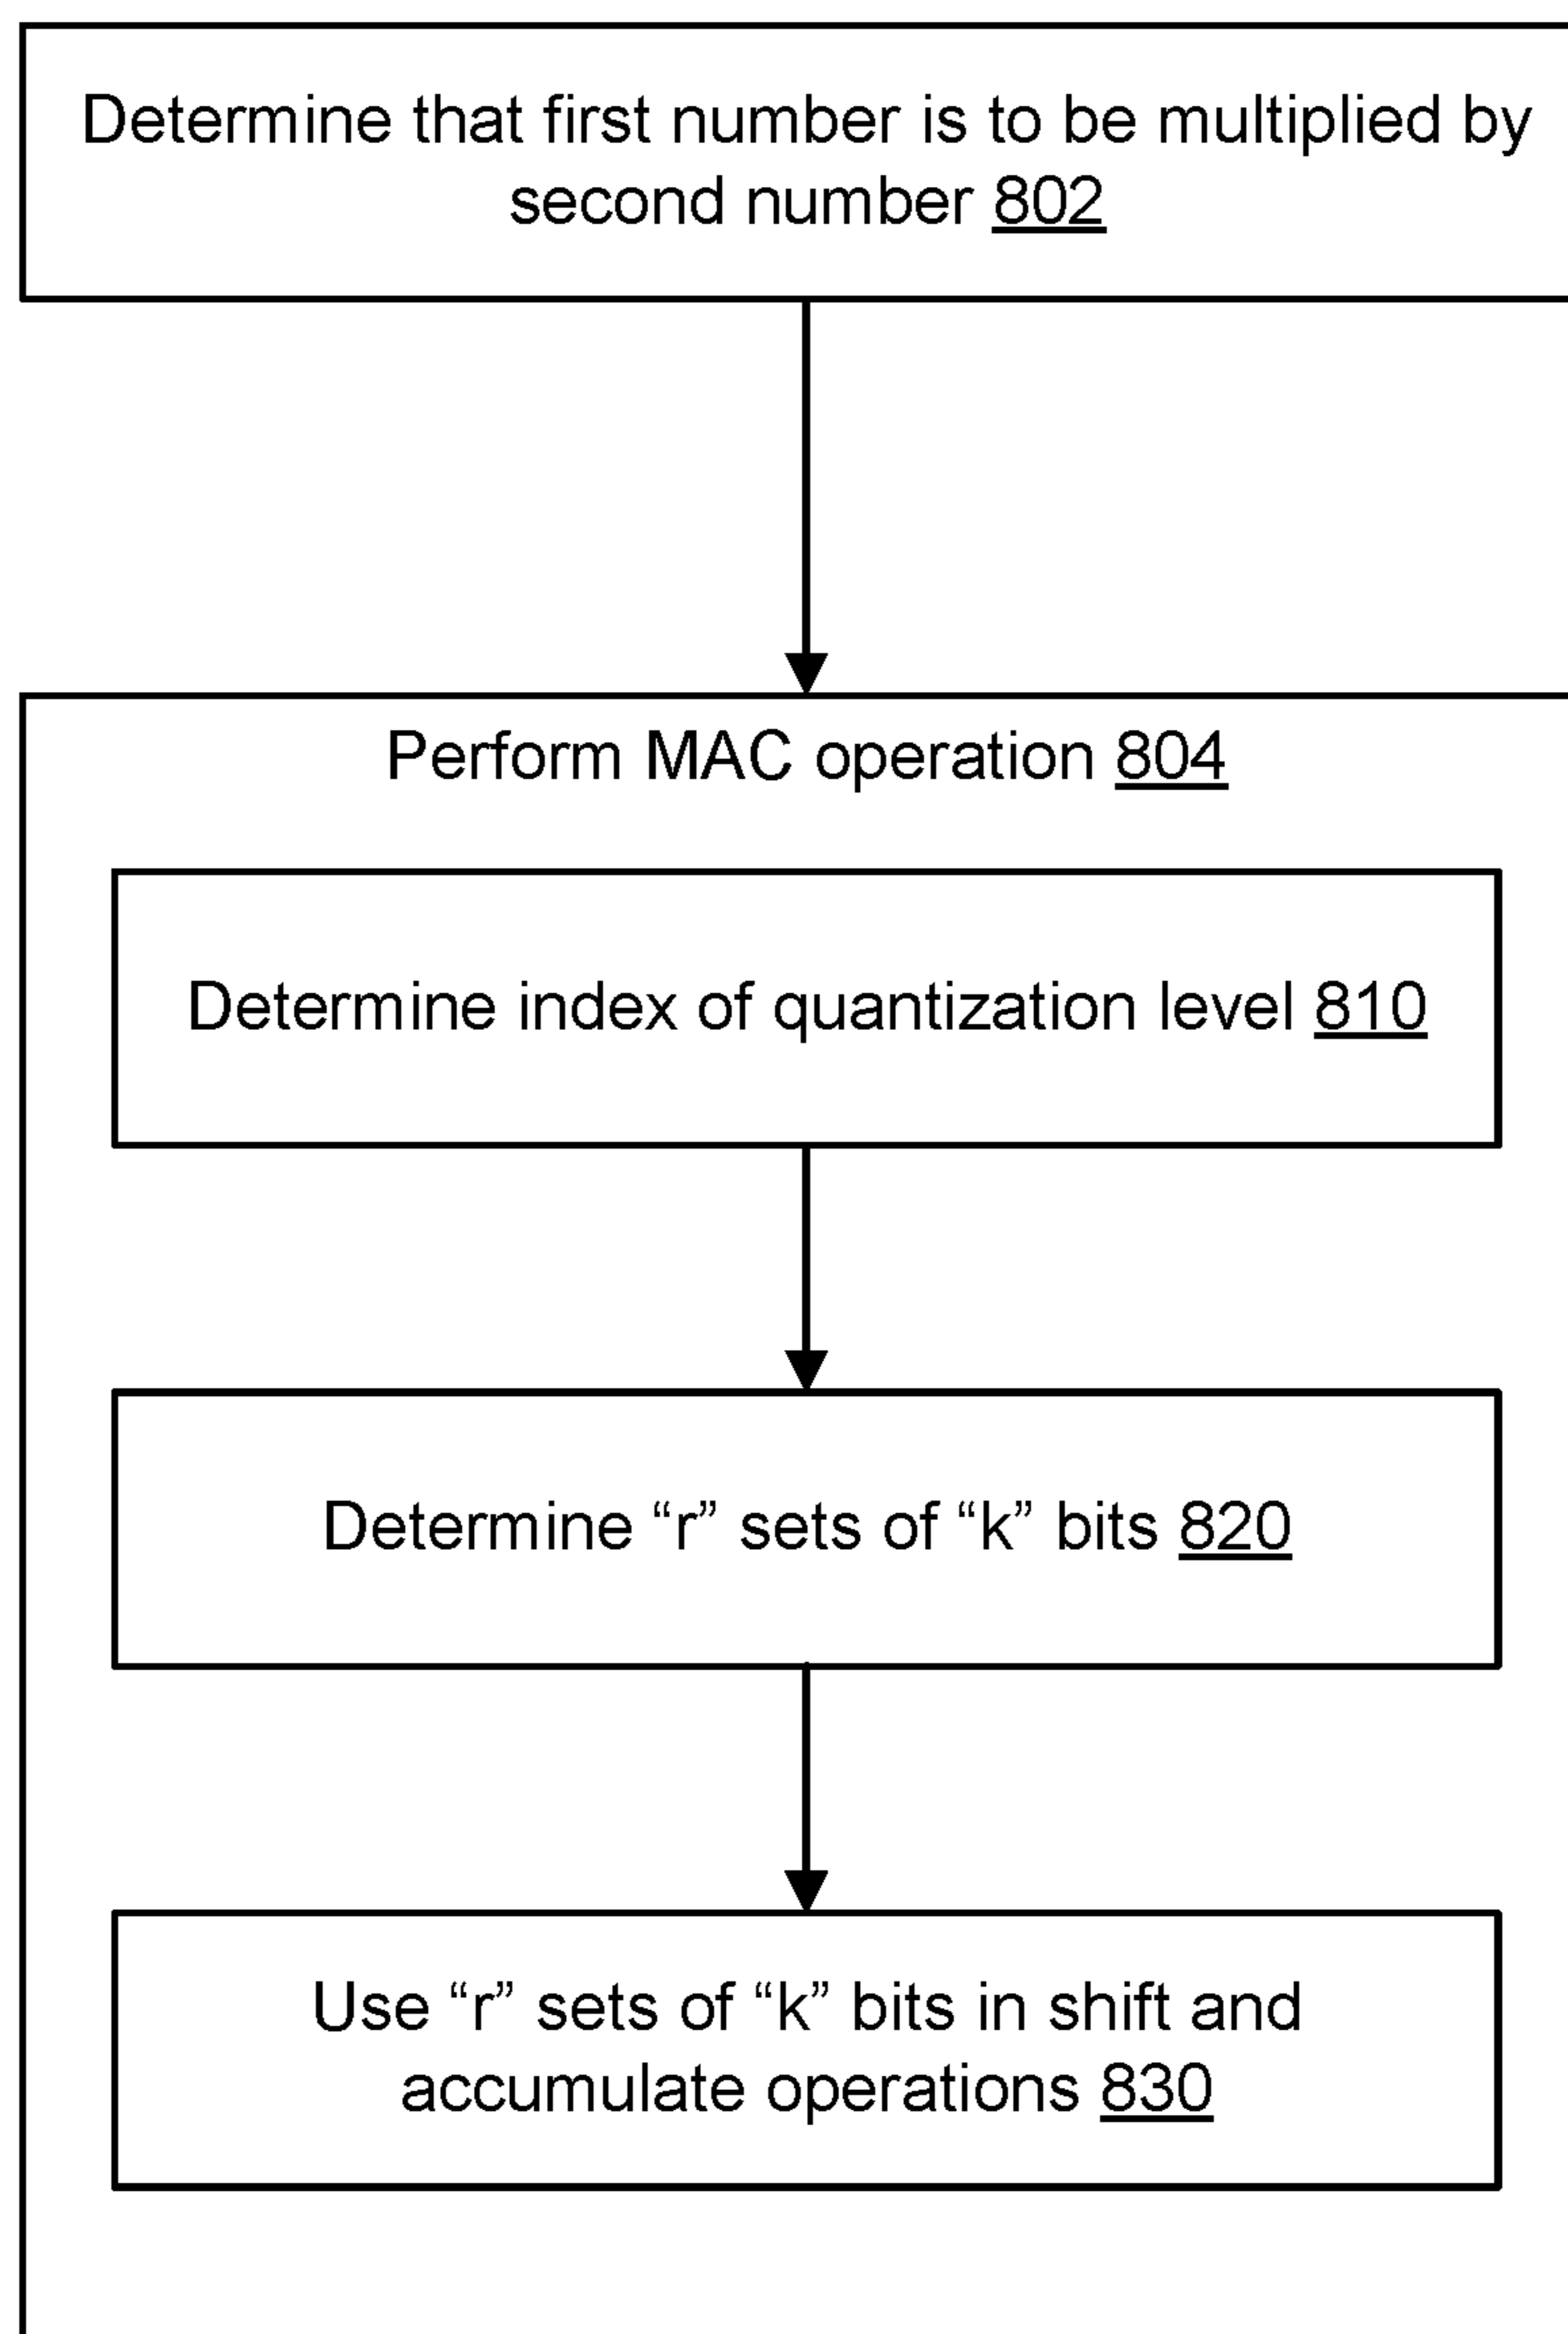 Determine that first number is to be multiplied by
second number 802
Perform MAC operation 804
Determine index of quantization level 810
Determine “r” sets of “k” bits 820
Use “r” sets of “k” bits in shift and
accumulate operations 830